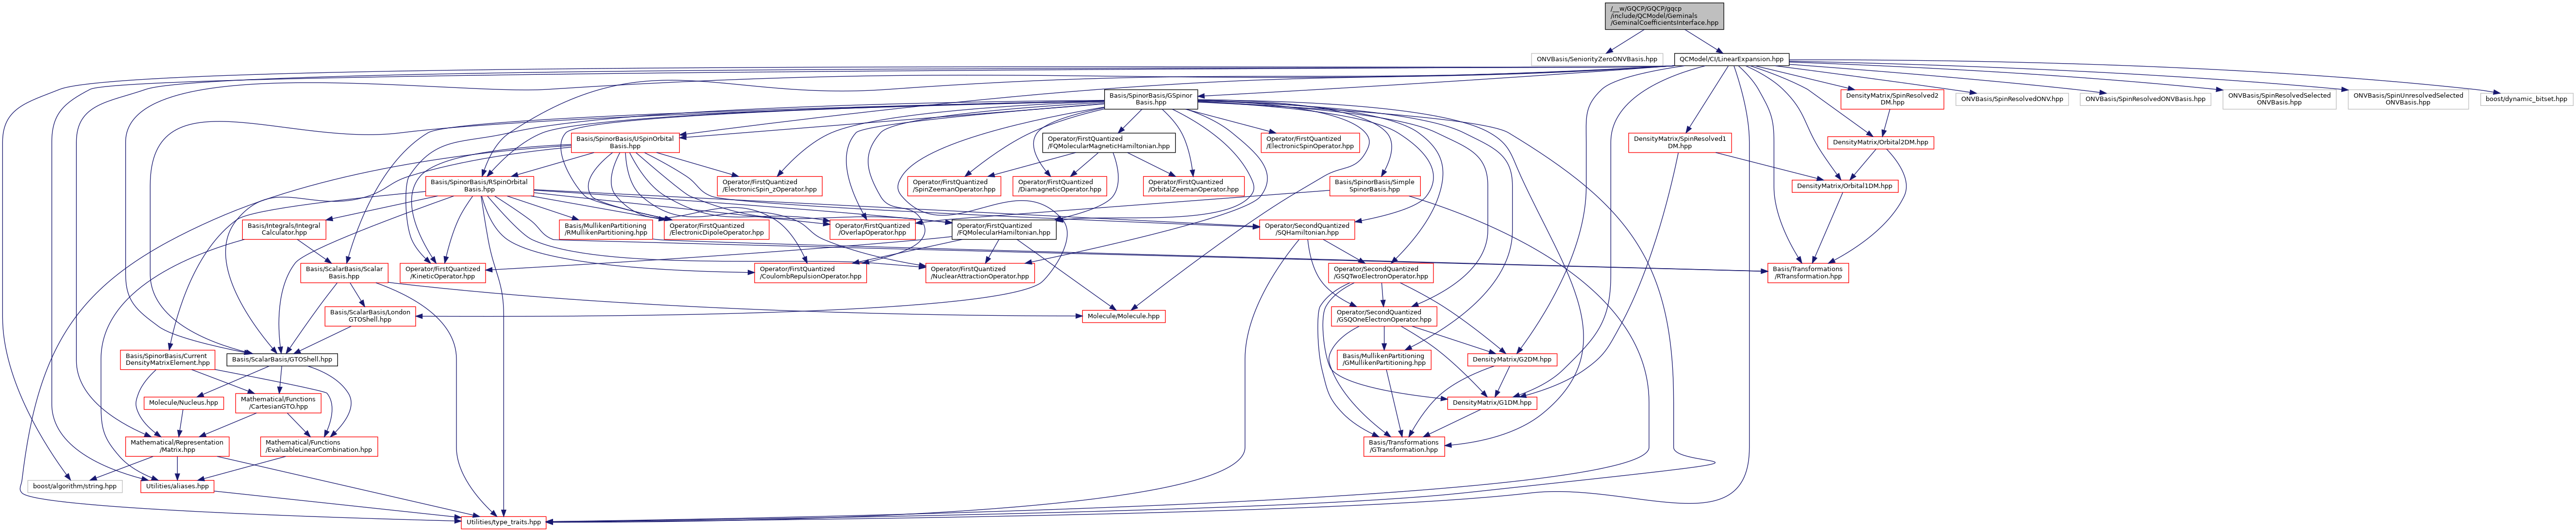 /__w/GQCP/GQCP/gqcp
/include/QCModel/Geminals
/GeminalCoefficientsInterface.hpp
ONVBasis/SeniorityZeroONVBasis.hpp
QCModel/CI/LinearExpansion.hpp
Basis/SpinorBasis/GSpinor
Basis.hpp
DensityMatrix/SpinResolved2
DM.hpp
ONVBasis/SpinResolvedONV.hpp
ONVBasis/SpinResolvedONVBasis.hpp
ONVBasis/SpinResolvedSelected
ONVBasis.hpp
ONVBasis/SpinUnresolvedSelected
ONVBasis.hpp
boost/dynamic_bitset.hpp
Basis/SpinorBasis/USpinOrbital
Basis.hpp
Operator/FirstQuantized
/FQMolecularMagneticHamiltonian.hpp
Operator/FirstQuantized
/ElectronicSpinOperator.hpp
DensityMatrix/SpinResolved1
DM.hpp
DensityMatrix/Orbital2DM.hpp
Basis/SpinorBasis/RSpinOrbital
Basis.hpp
Operator/FirstQuantized
/ElectronicSpin_zOperator.hpp
Operator/FirstQuantized
/SpinZeemanOperator.hpp
Operator/FirstQuantized
/DiamagneticOperator.hpp
Operator/FirstQuantized
/OrbitalZeemanOperator.hpp
Basis/SpinorBasis/Simple
SpinorBasis.hpp
DensityMatrix/Orbital1DM.hpp
Basis/Integrals/Integral
Calculator.hpp
Basis/MullikenPartitioning
/RMullikenPartitioning.hpp
Operator/FirstQuantized
/ElectronicDipoleOperator.hpp
Operator/FirstQuantized
/OverlapOperator.hpp
Operator/FirstQuantized
/FQMolecularHamiltonian.hpp
Operator/SecondQuantized
/SQHamiltonian.hpp
Basis/ScalarBasis/Scalar
Basis.hpp
Operator/FirstQuantized
/KineticOperator.hpp
Operator/FirstQuantized
/CoulombRepulsionOperator.hpp
Operator/FirstQuantized
/NuclearAttractionOperator.hpp
Operator/SecondQuantized
/GSQTwoElectronOperator.hpp
Basis/Transformations
/RTransformation.hpp
Basis/ScalarBasis/London
GTOShell.hpp
Molecule/Molecule.hpp
Operator/SecondQuantized
/GSQOneElectronOperator.hpp
Basis/SpinorBasis/Current
DensityMatrixElement.hpp
Basis/ScalarBasis/GTOShell.hpp
Basis/MullikenPartitioning
/GMullikenPartitioning.hpp
DensityMatrix/G2DM.hpp
Molecule/Nucleus.hpp
Mathematical/Functions
/CartesianGTO.hpp
DensityMatrix/G1DM.hpp
Mathematical/Representation
/Matrix.hpp
Mathematical/Functions
/EvaluableLinearCombination.hpp
Basis/Transformations
/GTransformation.hpp
boost/algorithm/string.hpp
Utilities/aliases.hpp
Utilities/type_traits.hpp